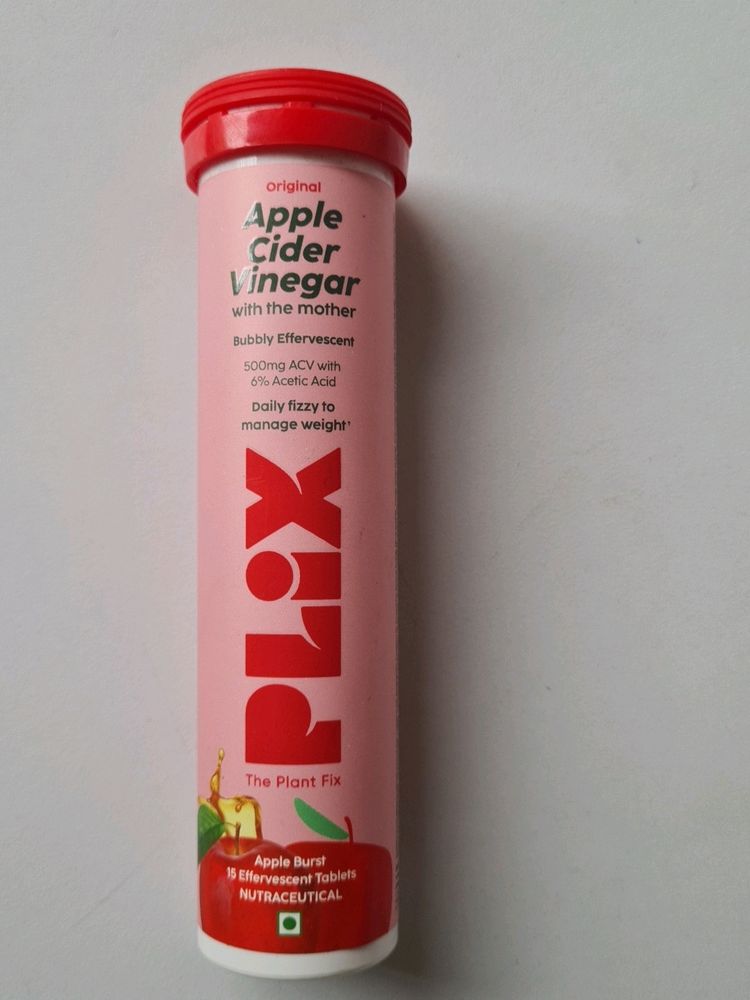 Original
Apple
Cider
Vinegar
with the mother
Bubbly Effervescent
500mg ACV with
6% Acetic Acid
Daily fizzy to
manage weight†
PLiX
The Plant Fix
Apple Burst
15 Effervescent Tablets
NUTRACEUTICAL